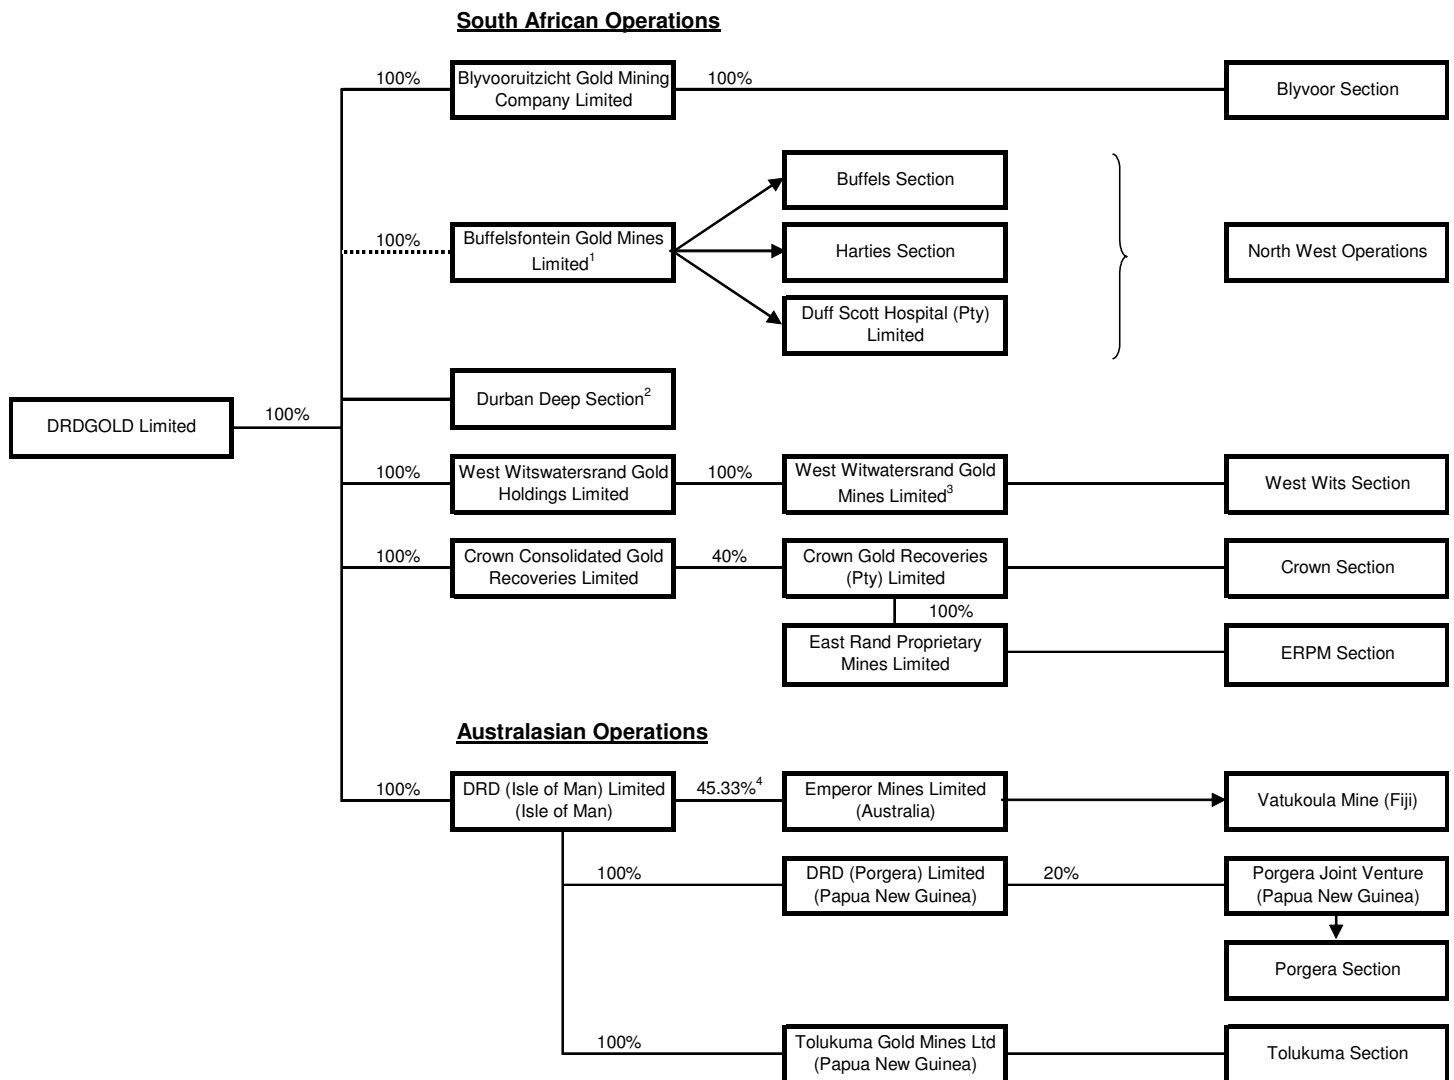 South African Operations
100%
Blyvooruitzicht Gold Mining
Company Limited
100%
Blyvoor Section
Buffels Section
100%
Buffelsfontein Gold Mines
Limited1
Harties Section
North West Operations
Duff Scott Hospital (Pty)
Limited
DRDGOLD Limited
100%
Durban Deep Section2
100%
West Witswatersrand Gold
Holdings Limited
100%
West Witwatersrand Gold
Mines Limited3
West Wits Section
100%
Crown Consolidated Gold
Recoveries Limited
40%
Crown Gold Recoveries
(Pty) Limited
Crown Section
100%
East Rand Proprietary
Mines Limited
ERPM Section
Australasian Operations
100%
DRD (Isle of Man) Limited
(Isle of Man)
45.33%4
Emperor Mines Limited
(Australia)
Vatukoula Mine (Fiji)
100%
DRD (Porgera) Limited
(Papua New Guinea)
20%
Porgera Joint Venture
(Papua New Guinea)
Porgera Section
100%
Tolukuma Gold Mines Ltd
(Papua New Guinea)
Tolukuma Section